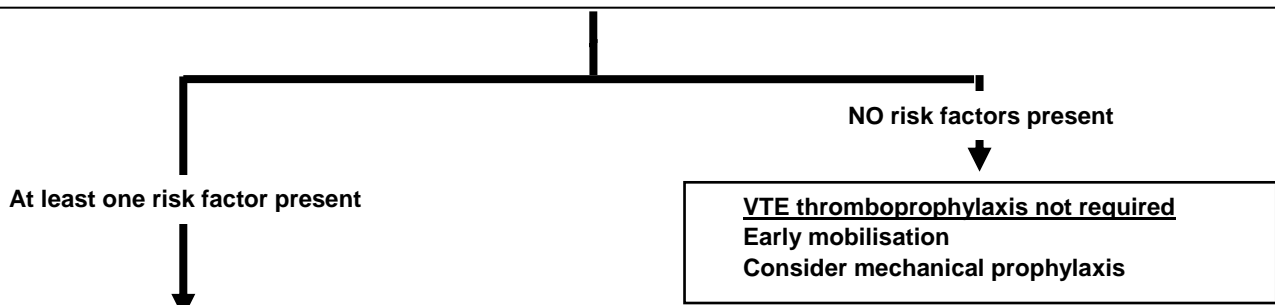 NO risk factors present
At least one risk factor present
VTE thromboprophylaxis not required
Early mobilisation
Consider mechanical prophylaxis